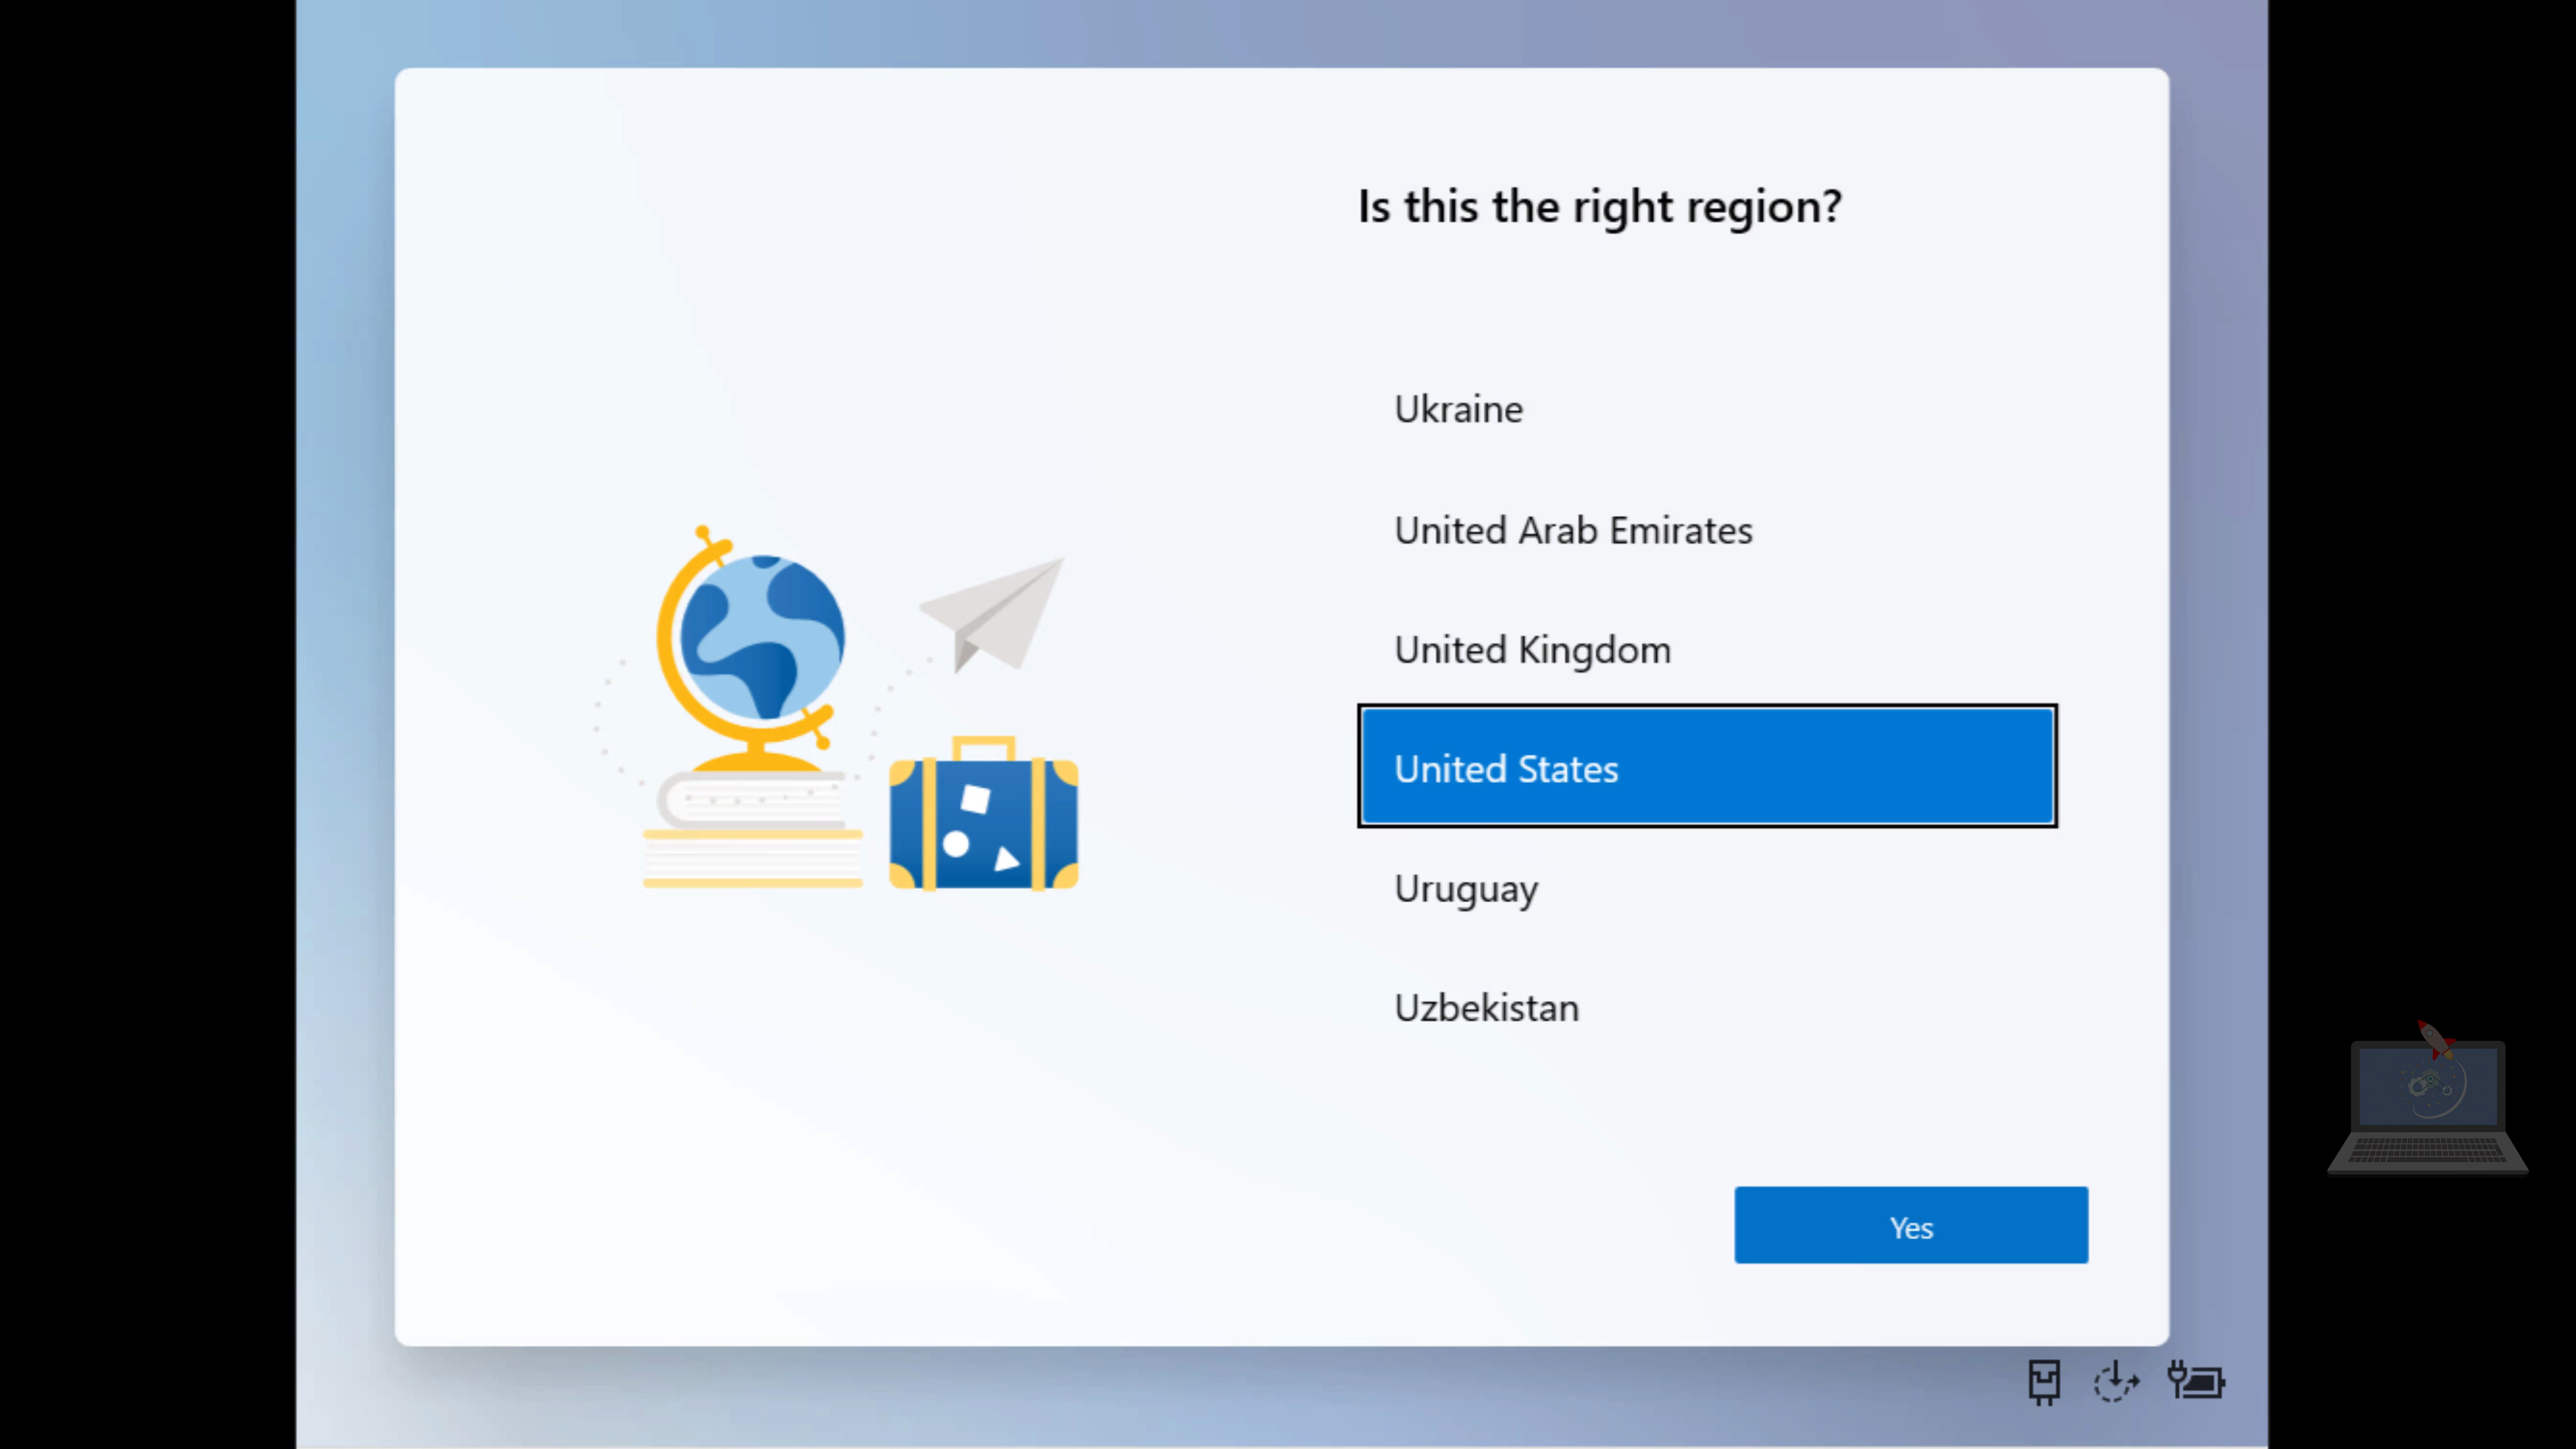 Is this the right region?
Ukraine
United Arab Emirates
United Kingdom
United States
Uruguay
Uzbekistan
Yes